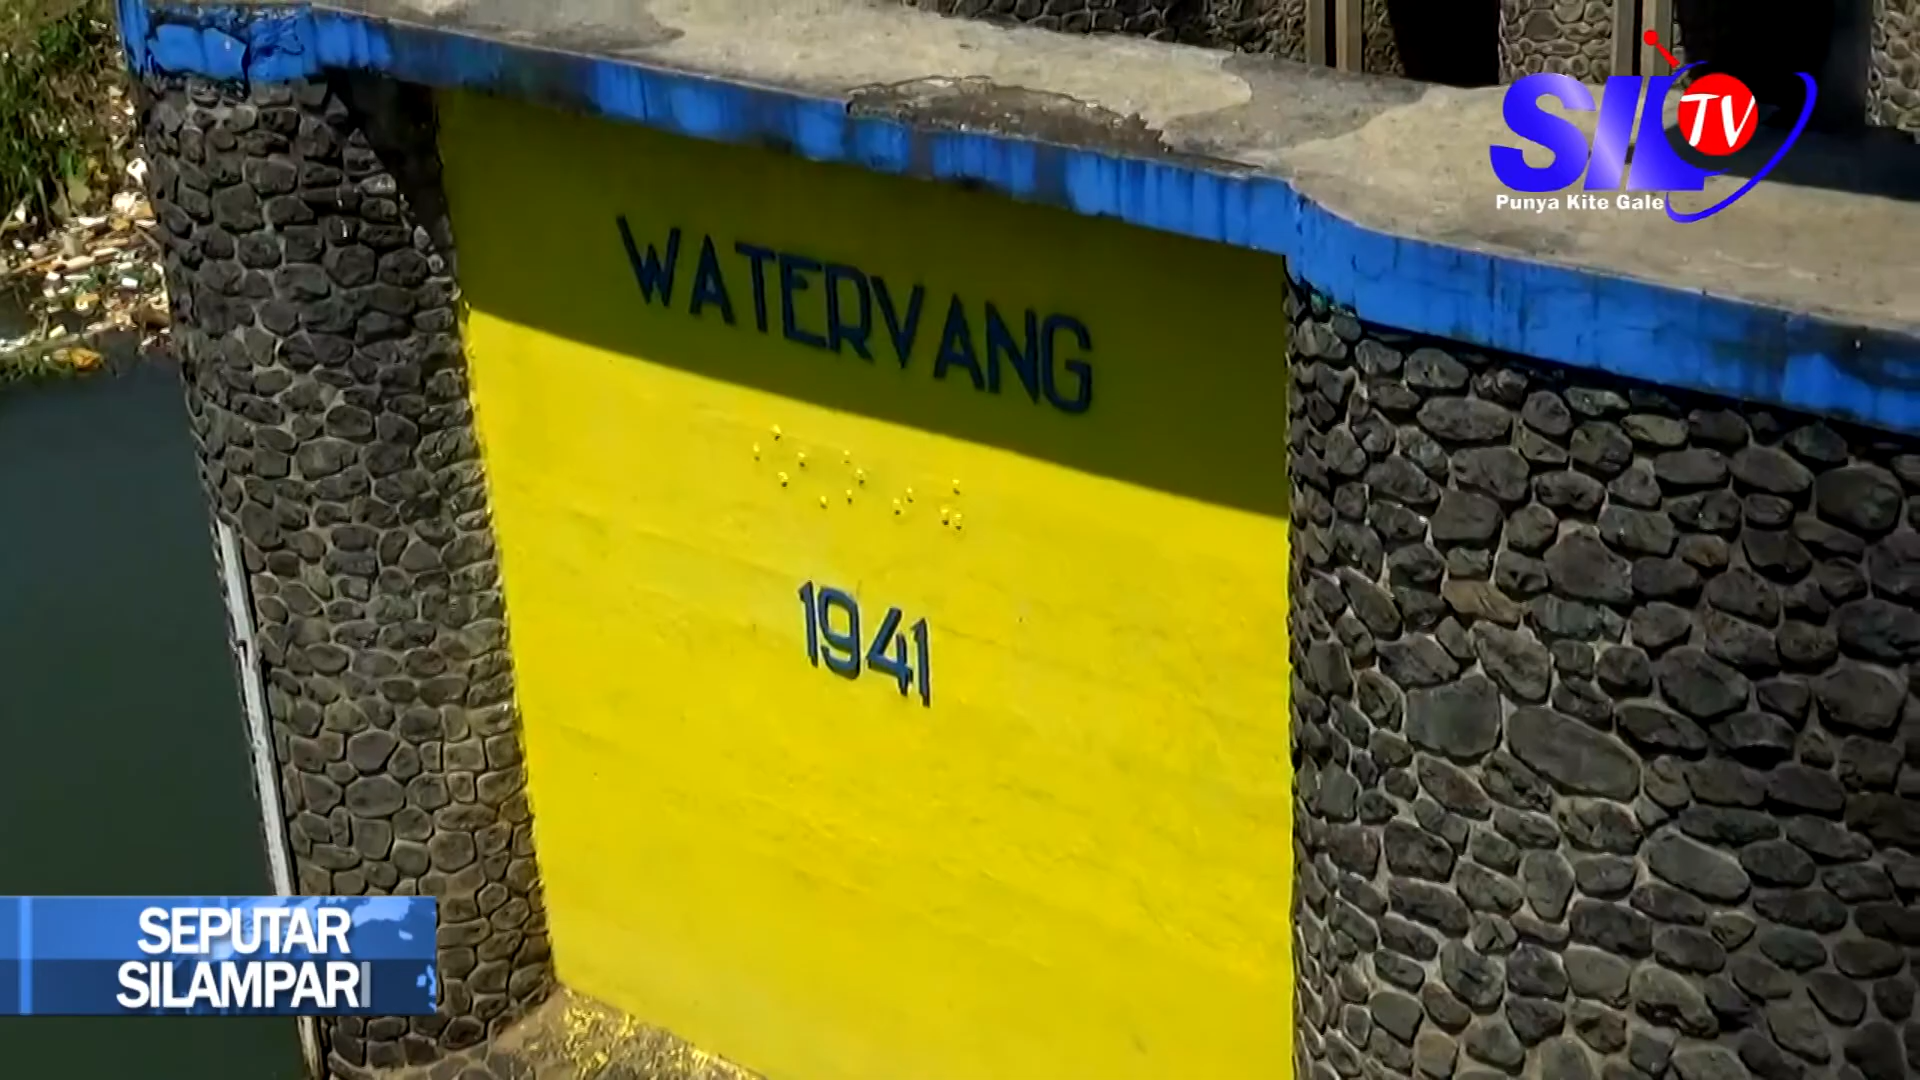 SIL TV
Punya Kite Gale
WATERVANG
1941
SEPUTAR
SILAMPARI